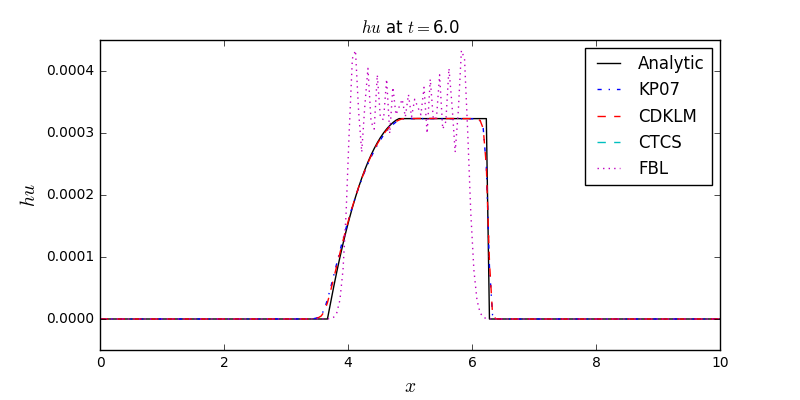 hu at t = 6.0
0.0004
0.0003
0.0002
0.0001
0.0000
hu
0 2 4 6 8 10
x
Analytic
KP07
CDKLM
CTCS
FBL